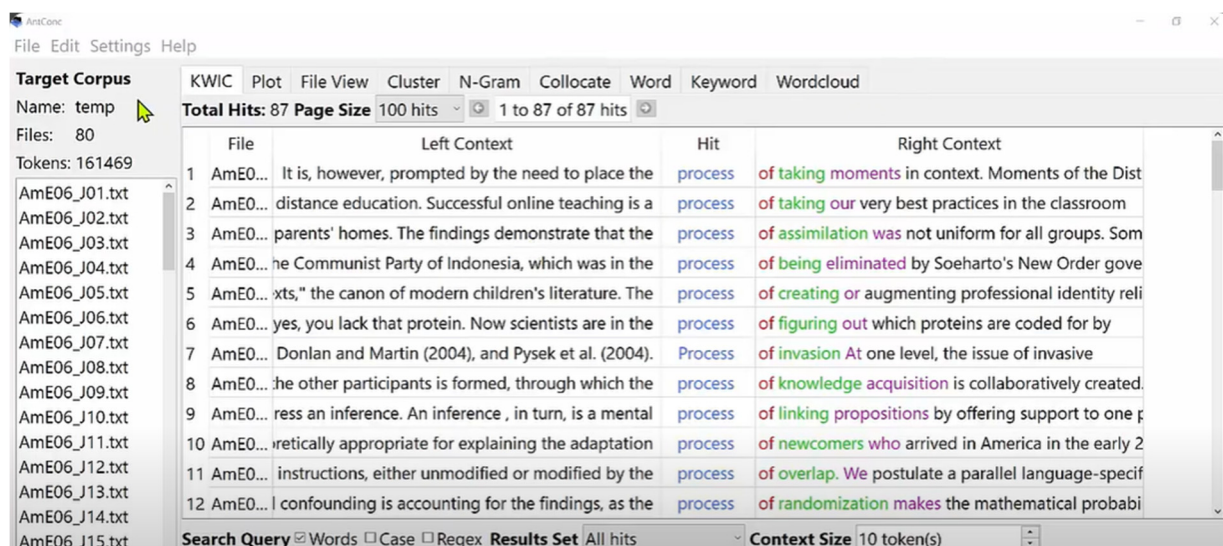 AntConc
File Edit Settings Help
Target Corpus
Name: temp
Files: 80
Tokens: 161469
AmE06_J01.txt
AmE06_J02.txt
AmE06_J03.txt
AmE06_J04.txt
AmE06_J05.txt
AmE06_J06.txt
AmE06_J07.txt
AmE06_J08.txt
AmE06_J09.txt
AmE06_J10.txt
AmE06_J11.txt
AmE06_J12.txt
AmE06_J13.txt
AmE06_J14.txt
AmE06_J15.txt
KWIC Plot File View Cluster N-Gram Collocate Word Keyword Wordcloud
Total Hits: 87 Page Size 100 hits 1 to 87 of 87 hits
File Left Context Hit Right Context
1 AmE0... It is, however, prompted by the need to place the process of taking moments in context. Moments of the Dist
2 AmE0... distance education. Successful online teaching is a process of taking our very best practices in the classroom
3 AmE0... parents' homes. The findings demonstrate that the process of assimilation was not uniform for all groups. Som
4 AmE0... he Communist Party of Indonesia, which was in the process of being eliminated by Soeharto's New Order gove
5 AmE0... xts," the canon of modern children's literature. The process of creating or augmenting professional identity reli
6 AmE0... yes, you lack that protein. Now scientists are in the process of figuring out which proteins are coded for by
7 AmE0... Donlan and Martin (2004), and Pysek et al. (2004). Process of invasion At one level, the issue of invasive
8 AmE0... the other participants is formed, through which the process of knowledge acquisition is collaboratively created.
9 AmE0... ress an inference. An inference , in turn, is a mental process of linking propositions by offering support to one p
10 AmE0... retically appropriate for explaining the adaptation process of newcomers who arrived in America in the early 2
11 AmE0... instructions, either unmodified or modified by the process of overlap. We postulate a parallel language-specif
12 AmE0... l confounding is accounting for the findings, as the process of randomization makes the mathematical probabi
Search Query Words Case Regex Results Set All hits Context Size 10 token(s)